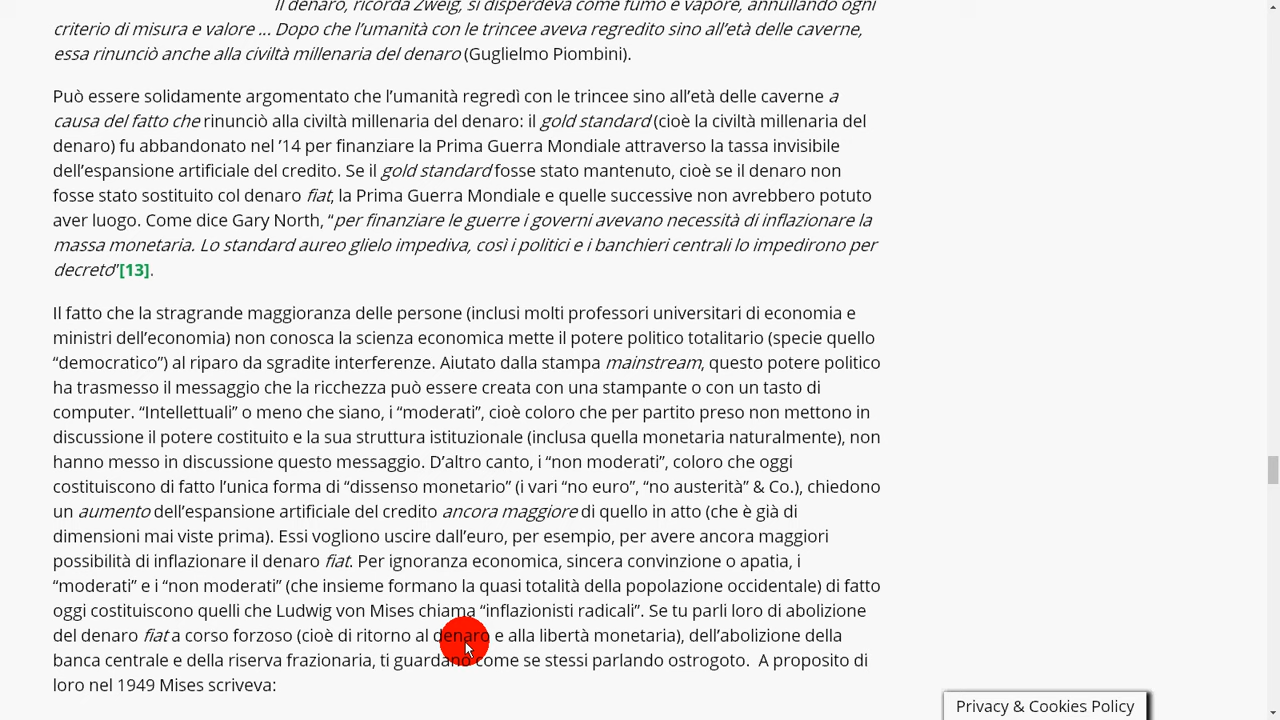 Il denaro, ricorda Zweig, si disperdeva come fumo e vapore, annullando ogni
criterio di misura e valore ... Dopo che l’umanità con le trincee aveva regredito sino all’età delle caverne,
essa rinunciò anche alla civiltà millenaria del denaro (Guglielmo Piombini).
Può essere solidamente argomentato che l’umanità regredì con le trincee sino all’età delle caverne a
causa del fatto che rinunciò alla civiltà millenaria del denaro: il gold standard (cioè la civiltà millenaria del
denaro) fu abbandonato nel ’14 per finanziare la Prima Guerra Mondiale attraverso la tassa invisibile
dell’espansione artificiale del credito. Se il gold standard fosse stato mantenuto, cioè se il denaro non
fosse stato sostituito col denaro fiat, la Prima Guerra Mondiale e quelle successive non avrebbero potuto
aver luogo. Come dice Gary North, “per finanziare le guerre i governi avevano necessità di inflazionare la
massa monetaria. Lo standard aureo glielo impediva, così i politici e i banchieri centrali lo impedirono per
decreto”[13].
Il fatto che la stragrande maggioranza delle persone (inclusi molti professori universitari di economia e
ministri dell’economia) non conosca la scienza economica mette il potere politico totalitario (specie quello
“democratico”) al riparo da sgradite interferenze. Aiutato dalla stampa mainstream, questo potere politico
ha trasmesso il messaggio che la ricchezza può essere creata con una stampante o con un tasto di
computer. “Intellettuali” o meno che siano, i “moderati”, cioè coloro che per partito preso non mettono in
discussione il potere costituito e la sua struttura istituzionale (inclusa quella monetaria naturalmente), non
hanno messo in discussione questo messaggio. D’altro canto, i “non moderati”, coloro che oggi
costituiscono di fatto l’unica forma di “dissenso monetario” (i vari “no euro”, “no austerità” & Co.), chiedono
un aumento dell’espansione artificiale del credito ancora maggiore di quello in atto (che è già di
dimensioni mai viste prima). Essi vogliono uscire dall’euro, per esempio, per avere ancora maggiori
possibilità di inflazionare il denaro fiat. Per ignoranza economica, sincera convinzione o apatia, i
“moderati” e i “non moderati” (che insieme formano la quasi totalità della popolazione occidentale) di fatto
oggi costituiscono quelli che Ludwig von Mises chiama “inflazionisti radicali”. Se tu parli loro di abolizione
del denaro fiat a corso forzoso (cioè di ritorno al denaro e alla libertà monetaria), dell’abolizione della
banca centrale e della riserva frazionaria, ti guardano come se stessi parlando ostrogoto.  A proposito di
loro nel 1949 Mises scriveva:
Privacy & Cookies Policy